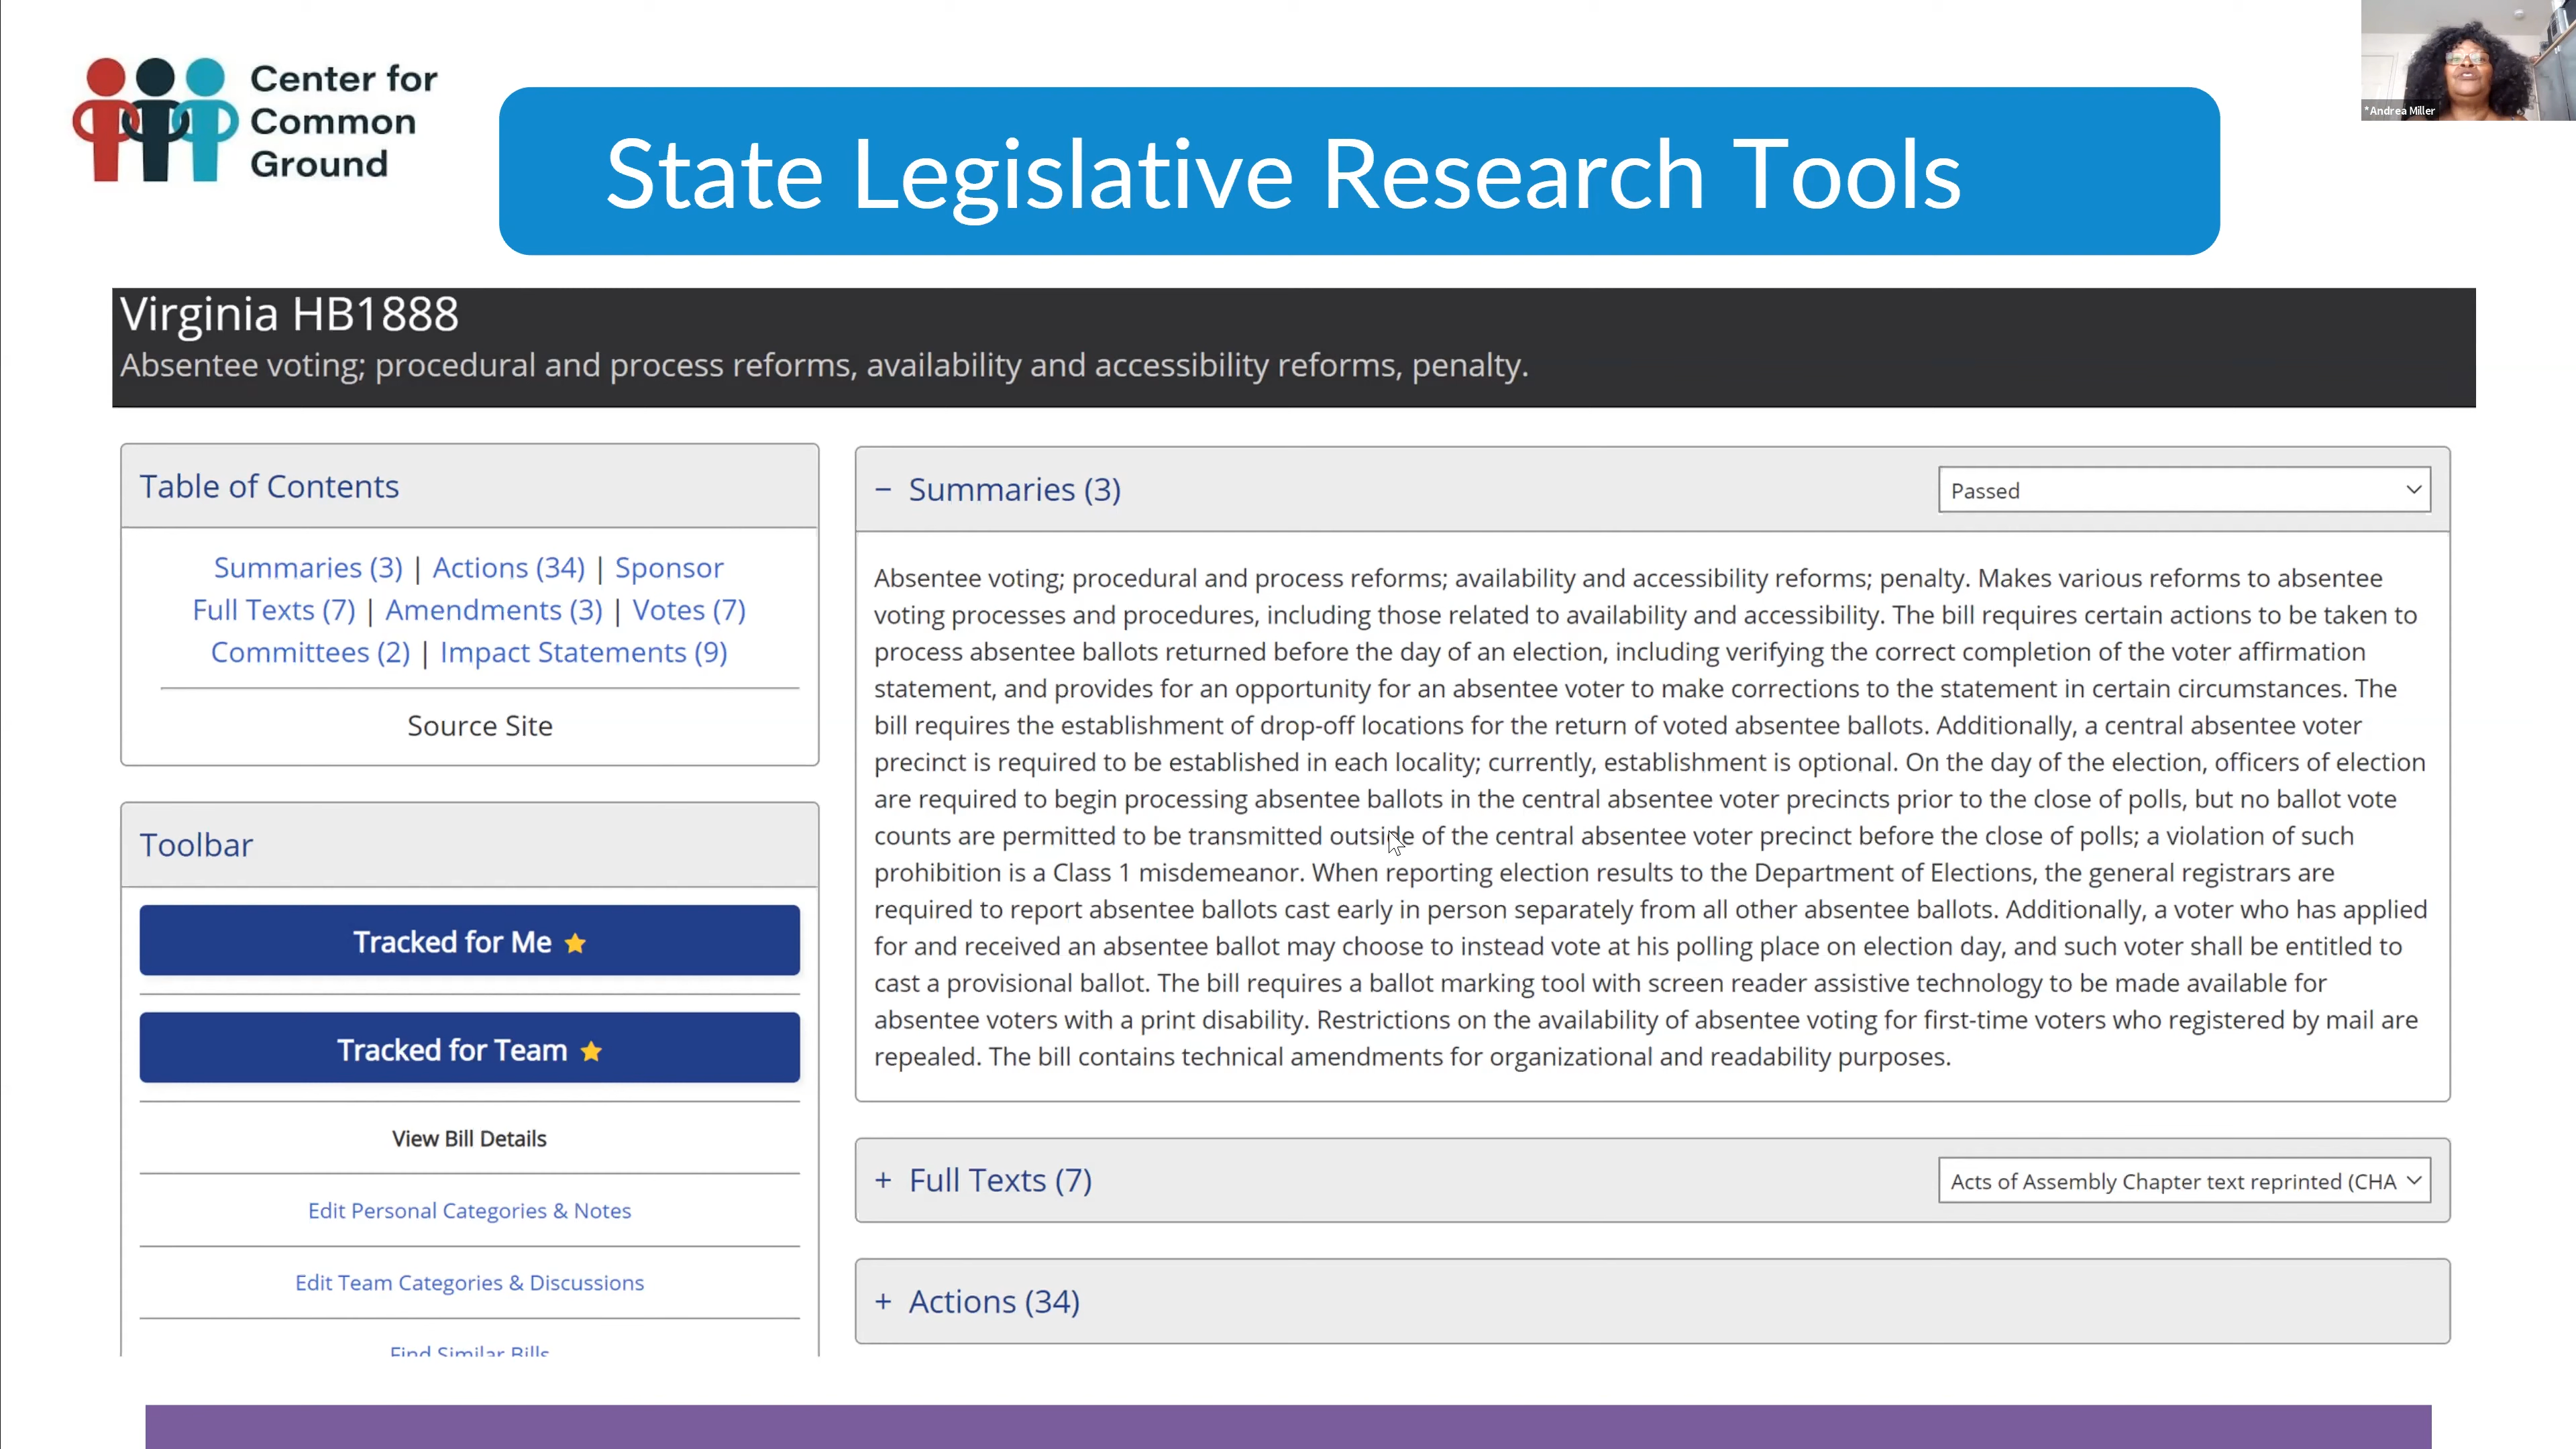 Center for
Common
Ground
State Legislative Research Tools
*Andrea Miller
Virginia HB1888
Absentee voting; procedural and process reforms, availability and accessibility reforms, penalty.
Table of Contents
Summaries (3) | Actions (34) | Sponsor
Full Texts (7) | Amendments (3) | Votes (7)
Committees (2) | Impact Statements (9)
Source Site
Toolbar
Tracked for Me
Tracked for Team
View Bill Details
Edit Personal Categories & Notes
Edit Team Categories & Discussions
Find Similar Bills
− Summaries (3)
Passed
Absentee voting; procedural and process reforms; availability and accessibility reforms; penalty. Makes various reforms to absentee
voting processes and procedures, including those related to availability and accessibility. The bill requires certain actions to be taken to
process absentee ballots returned before the day of an election, including verifying the correct completion of the voter affirmation
statement, and provides for an opportunity for an absentee voter to make corrections to the statement in certain circumstances. The
bill requires the establishment of drop-off locations for the return of voted absentee ballots. Additionally, a central absentee voter
precinct is required to be established in each locality; currently, establishment is optional. On the day of the election, officers of election
are required to begin processing absentee ballots in the central absentee voter precincts prior to the close of polls, but no ballot vote
counts are permitted to be transmitted outside of the central absentee voter precinct before the close of polls; a violation of such
prohibition is a Class 1 misdemeanor. When reporting election results to the Department of Elections, the general registrars are
required to report absentee ballots cast early in person separately from all other absentee ballots. Additionally, a voter who has applied
for and received an absentee ballot may choose to instead vote at his polling place on election day, and such voter shall be entitled to
cast a provisional ballot. The bill requires a ballot marking tool with screen reader assistive technology to be made available for
absentee voters with a print disability. Restrictions on the availability of absentee voting for first-time voters who registered by mail are
repealed. The bill contains technical amendments for organizational and readability purposes.
+ Full Texts (7)
Acts of Assembly Chapter text reprinted (CHA
+ Actions (34)